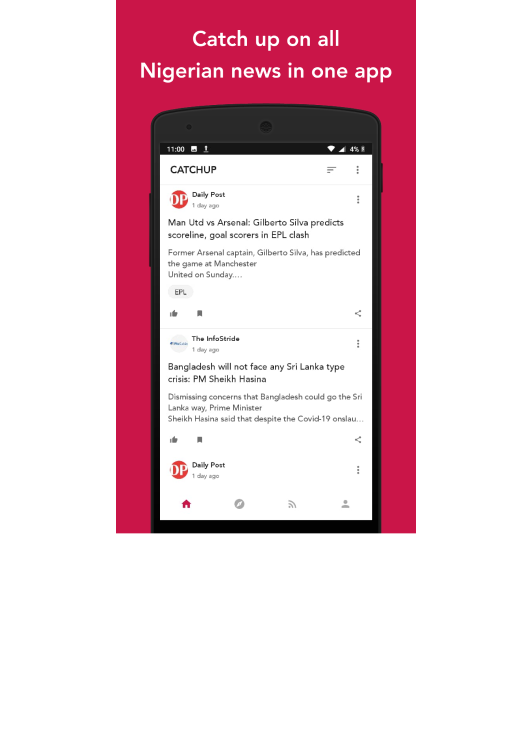 Catch up on all
Nigerian news in one app
11:00
4%
CATCHUP
DP
Daily Post
1 day ago
Man Utd vs Arsenal: Gilberto Silva predicts
scoreline, goal scorers in EPL clash
Former Arsenal captain, Gilberto Silva, has predicted
the game at Manchester
United on Sunday.…
EPL
The InfoStride
1 day ago
Bangladesh will not face any Sri Lanka type
crisis: PM Sheikh Hasina
Dismissing concerns that Bangladesh could go the Sri
Lanka way, Prime Minister
Sheikh Hasina said that despite the Covid-19 onslau…
DP
Daily Post
1 day ago